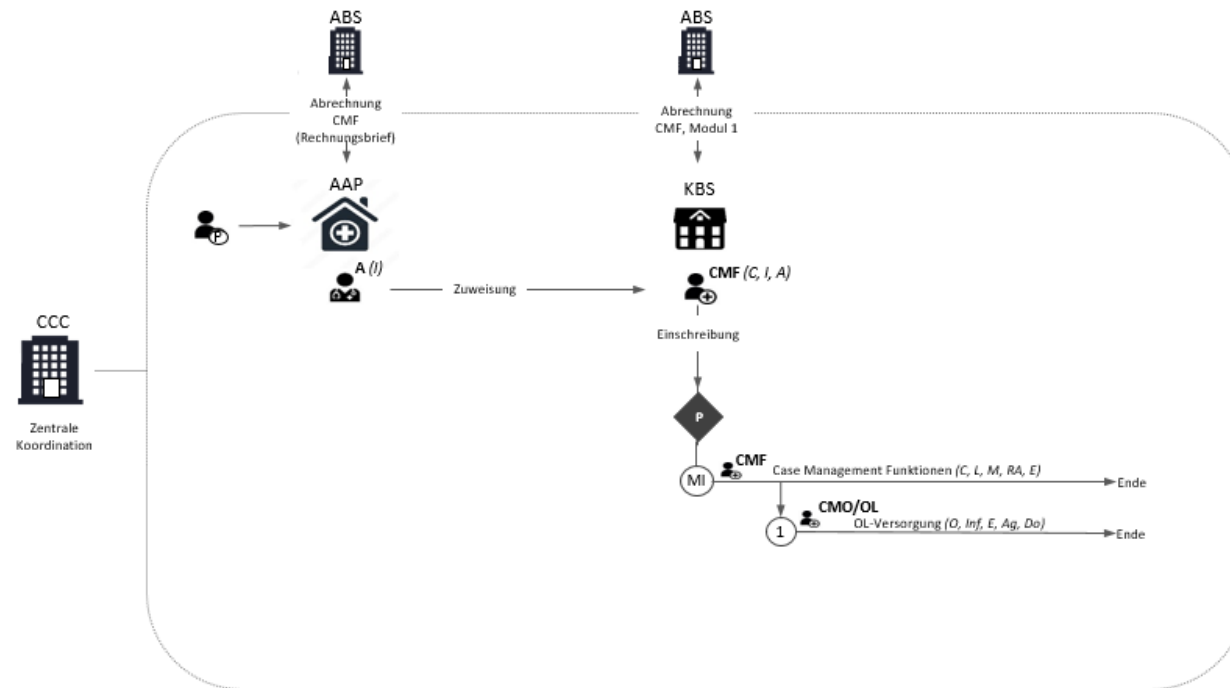 ABS
ABS
Abrechnung
CMF
(Rechnungsbrief)
Abrechnung
CMF, Modul 1
AAP
KBS
P
A (I)
Zuweisung
CMF (C, I, A)
Einschreibung
CCC
Zentrale
Koordination
P
MI
CMF
Case Management Funktionen (C, L, M, RA, E)
Ende
1
CMO/OL
OL-Versorgung (O, Inf, E, Ag, Do)
Ende